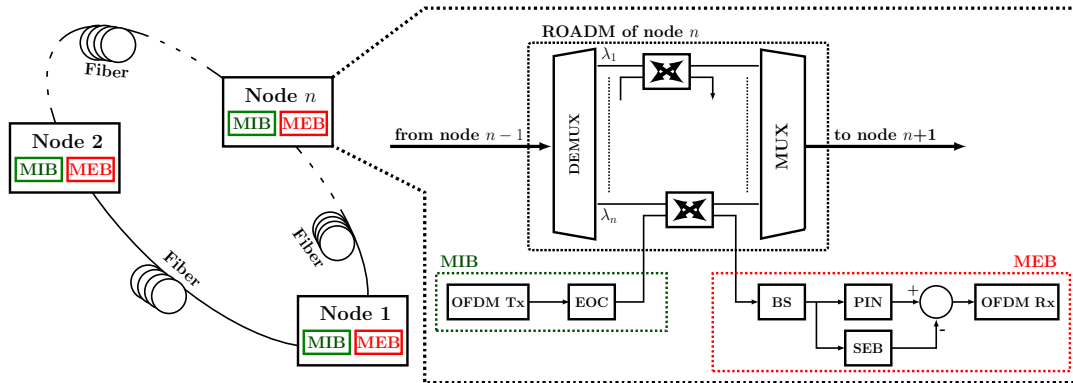 Fiber
Node n
MIB MEB
Node 2
MIB MEB
Fiber
Fiber
Node 1
MIB MEB
ROADM of node n
λ1
from node n − 1
DEMUX
MUX
to node n+1
λn
MIB
OFDM Tx
EOC
MEB
BS
PIN
+
OFDM Rx
-
SEB